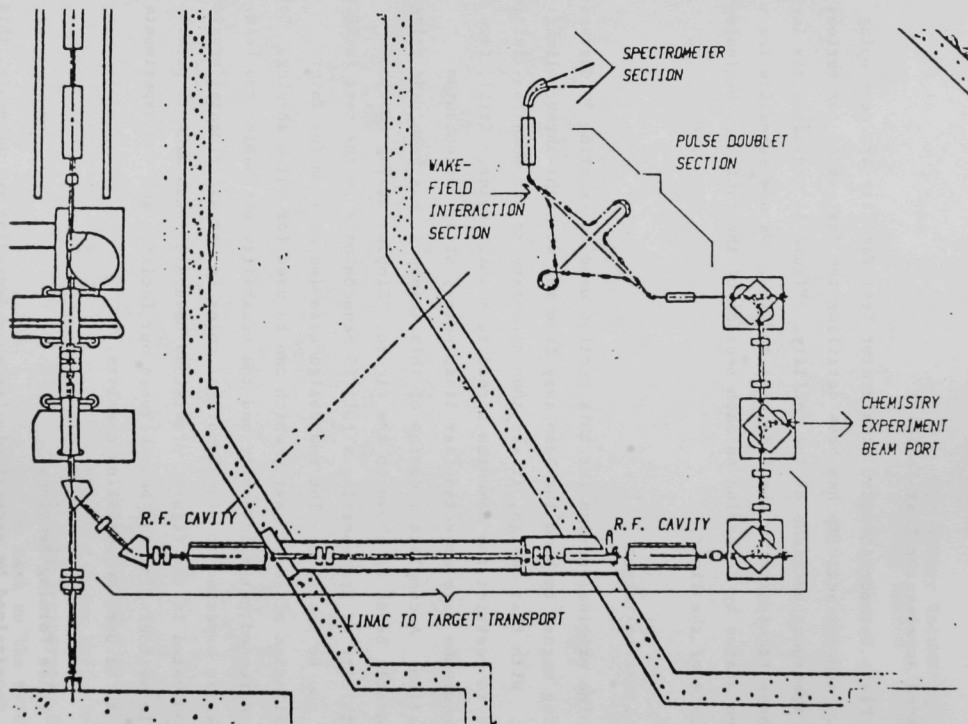 SPECTROMETER
SECTION
PULSE DOUBLET
SECTION
WAKE-
FIELD
INTERACTION
SECTION
CHEMISTRY
EXPERIMENT
BEAM PORT
R.F. CAVITY
R.F. CAVITY
LINAC TO TARGET TRANSPORT